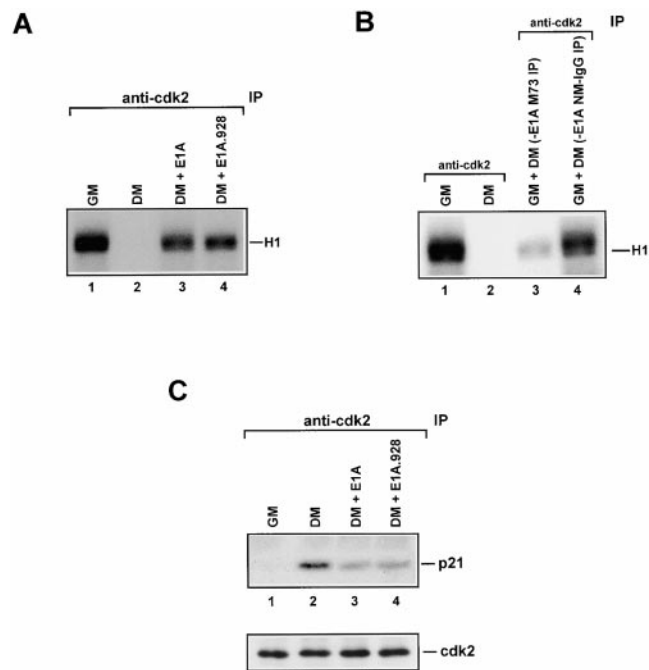 A
anti-cdk2 IP
GM
DM
DM + E1A
DM + E1A.928
H1
1 2 3 4
B
anti-cdk2 IP
anti-cdk2
GM
DM
GM + DM (-E1A M73 IP)
GM + DM (-E1A NM-IgG IP)
H1
1 2 3 4
C
anti-cdk2 IP
GM
DM
DM + E1A
DM + E1A.928
p21
1 2 3 4
cdk2